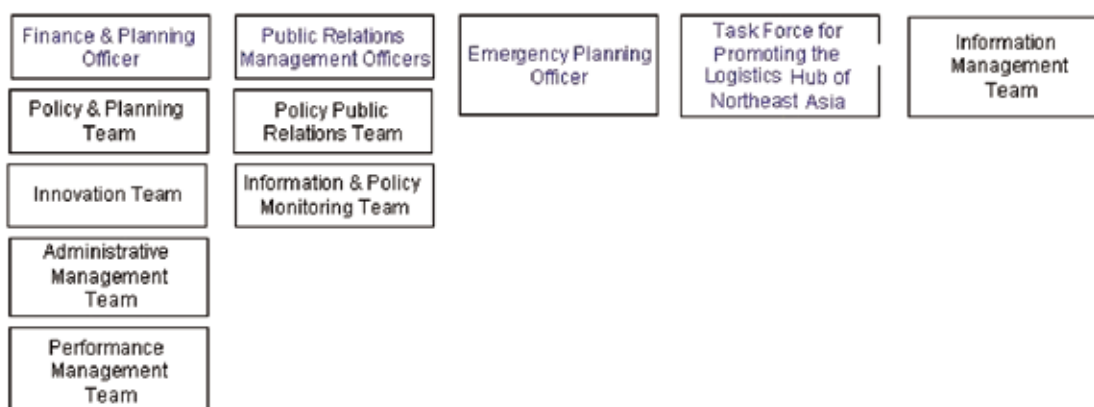 Finance & Planning
Officer
Policy & Planning
Team
Innovation Team
Administrative
Management
Team
Performance
Management
Team
Public Relations
Management Officers
Policy Public
Relations Team
Information & Policy
Monitoring Team
Emergency Planning
Officer
Task Force for
Promoting the
Logistics Hub of
Northeast Asia
Information
Management
Team